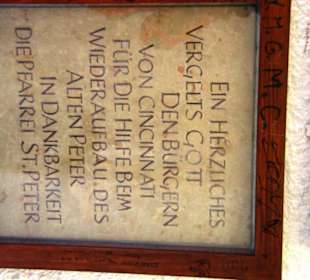 EIN HERZLICHES
VERGELTS GOTT
DEN BÜRGERN
VON CINCINNATI
FÜR DIE HILFE BEIM
WIEDERAUFBAU DES
ALTEN PETER
IN DANKBARKEIT
DIE PFARREI ST. PETER